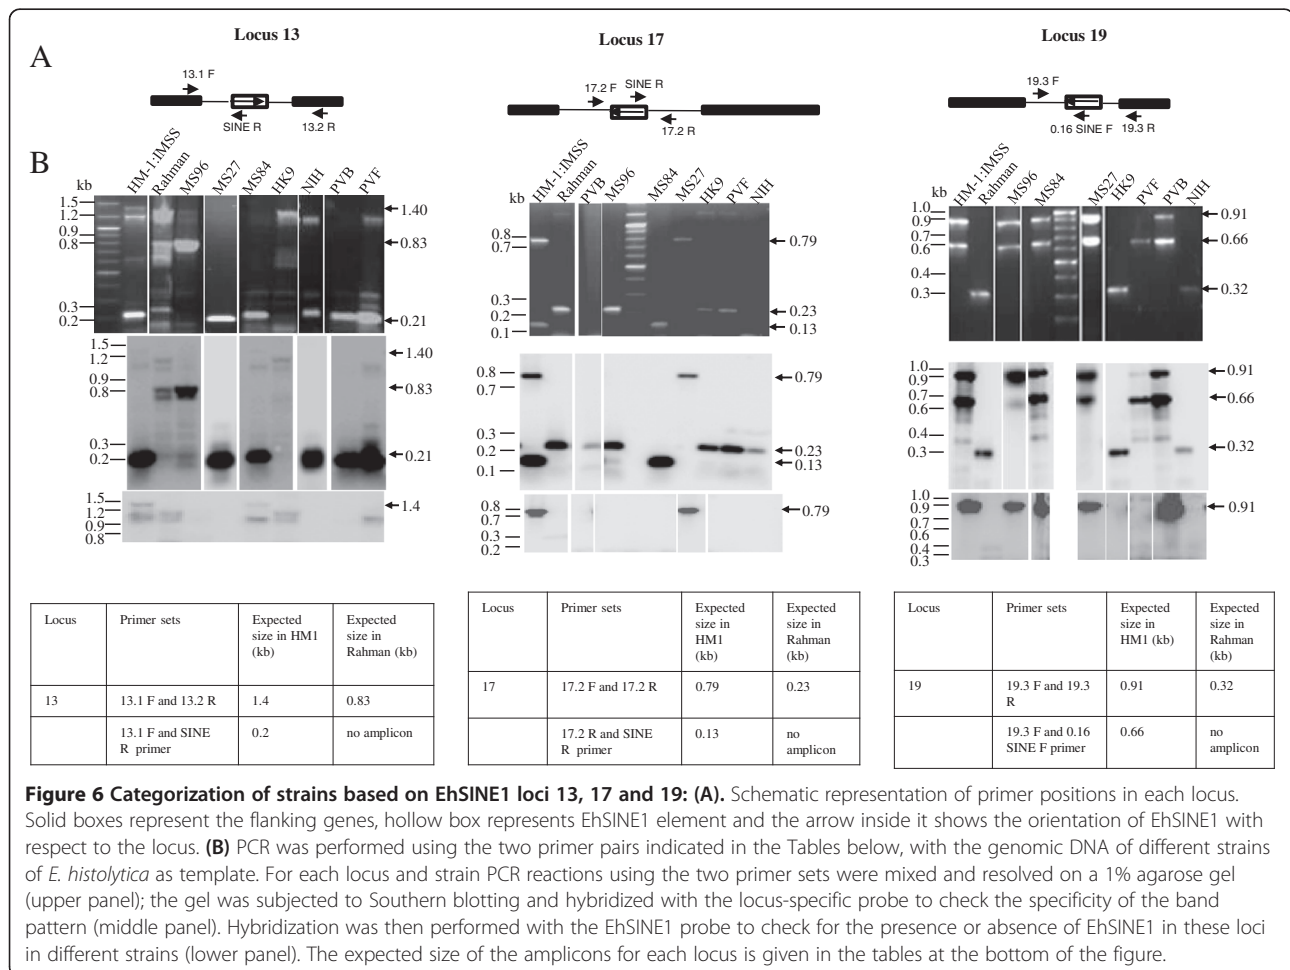 Locus 13
Locus 17
Locus 19
A
13.1 F
SINE R
13.2 R
17.2 F
SINE R
17.2 R
19.3 F
0.16 SINE F
19.3 R
B
kb
HM-1:IMSS
Rahman
MS96
MS27
MS84
HK9
NIH
PVB
PVF
1.5
1.2
0.9
0.8
0.3
0.2
1.40
0.83
0.21
1.5
1.2
0.9
0.8
0.3
0.2
1.40
0.83
0.21
1.5
1.2
0.9
0.8
1.4
kb
HM-1:IMSS
Rahman
PVB
MS96
MS84
MS27
HK9
PVF
NIH
0.8
0.7
0.3
0.2
0.1
0.79
0.23
0.13
0.8
0.7
0.3
0.2
0.1
0.79
0.23
0.13
0.8
0.7
0.3
0.2
0.79
kb
HM-1:IMSS
Rahman
MS96
MS84
MS27
HK9
PVF
PVB
NIH
1.0
0.9
0.7
0.6
0.4
0.3
0.91
0.66
0.32
1.0
0.9
0.7
0.6
0.4
0.3
0.91
0.66
0.32
1.0
0.9
0.7
0.6
0.4
0.3
0.91
Locus Primer sets Expected size in HM1 (kb) Expected size in Rahman (kb)
13 13.1 F and 13.2 R 1.4 0.83
13.1 F and SINE R primer 0.2 no amplicon
Locus Primer sets Expected size in HM1 (kb) Expected size in Rahman (kb)
17 17.2 F and 17.2 R 0.79 0.23
17.2 R and SINE R primer 0.13 no amplicon
Locus Primer sets Expected size in HM1 (kb) Expected size in Rahman (kb)
19 19.3 F and 19.3 R 0.91 0.32
19.3 F and 0.16 SINE F primer 0.66 no amplicon
Figure 6 Categorization of strains based on EhSINE1 loci 13, 17 and 19: (A). Schematic representation of primer positions in each locus.
Solid boxes represent the flanking genes, hollow box represents EhSINE1 element and the arrow inside it shows the orientation of EhSINE1 with
respect to the locus. (B) PCR was performed using the two primer pairs indicated in the Tables below, with the genomic DNA of different strains
of E. histolytica as template. For each locus and strain PCR reactions using the two primer sets were mixed and resolved on a 1% agarose gel
(upper panel); the gel was subjected to Southern blotting and hybridized with the locus-specific probe to check the specificity of the band
pattern (middle panel). Hybridization was then performed with the EhSINE1 probe to check for the presence or absence of EhSINE1 in these loci
in different strains (lower panel). The expected size of the amplicons for each locus is given in the tables at the bottom of the figure.